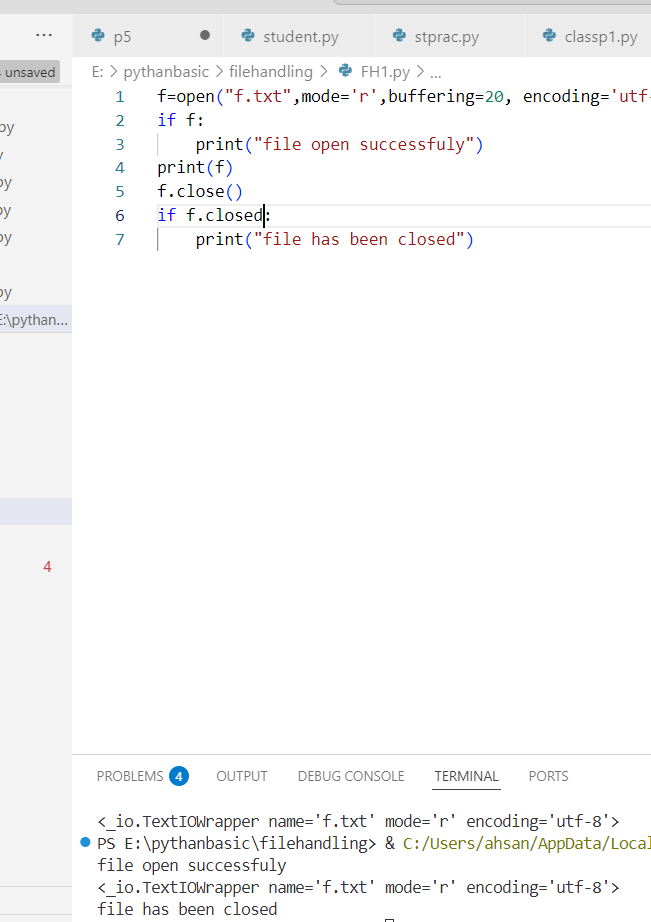 ... p5 student.py stprac.py classp1.py
unsaved
E: > pythanbasic > filehandling > FH1.py > ...
1 f=open("f.txt",mode='r',buffering=20, encoding='utf-
2 if f:
3 print("file open successfuly")
4 print(f)
5 f.close()
6 if f.closed:
7 print("file has been closed")
py
y
py
py
py
py
E:\pythan...
4
PROBLEMS 4 OUTPUT DEBUG CONSOLE TERMINAL PORTS
<_io.TextIOWrapper name='f.txt' mode='r' encoding='utf-8'>
PS E:\pythanbasic\filehandling> & C:/Users/ahsan/AppData/Local
file open successfuly
<_io.TextIOWrapper name='f.txt' mode='r' encoding='utf-8'>
file has been closed